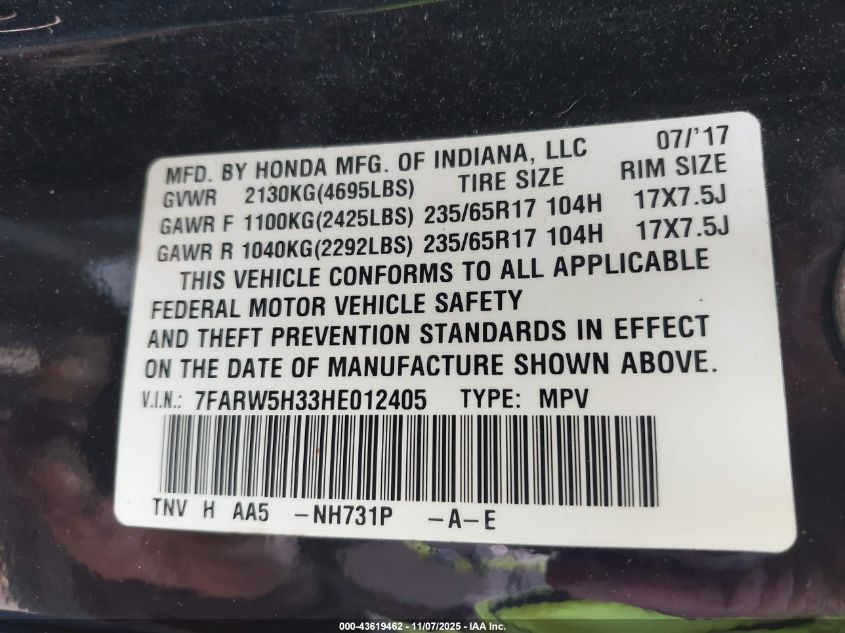 MFD. BY HONDA MFG. OF INDIANA, LLC 07/'17
GVWR 2130KG(4695LBS) TIRE SIZE RIM SIZE
GAWR F 1100KG(2425LBS) 235/65R17 104H 17X7.5J
GAWR R 1040KG(2292LBS) 235/65R17 104H 17X7.5J
THIS VEHICLE CONFORMS TO ALL APPLICABLE
FEDERAL MOTOR VEHICLE SAFETY
AND THEFT PREVENTION STANDARDS IN EFFECT
ON THE DATE OF MANUFACTURE SHOWN ABOVE.
V.I.N.: 7FARW5H33HE012405 TYPE: MPV
TNV H AA5 -NH731P -A-E
000-43619462 - 11/07/2025 - IAA Inc.